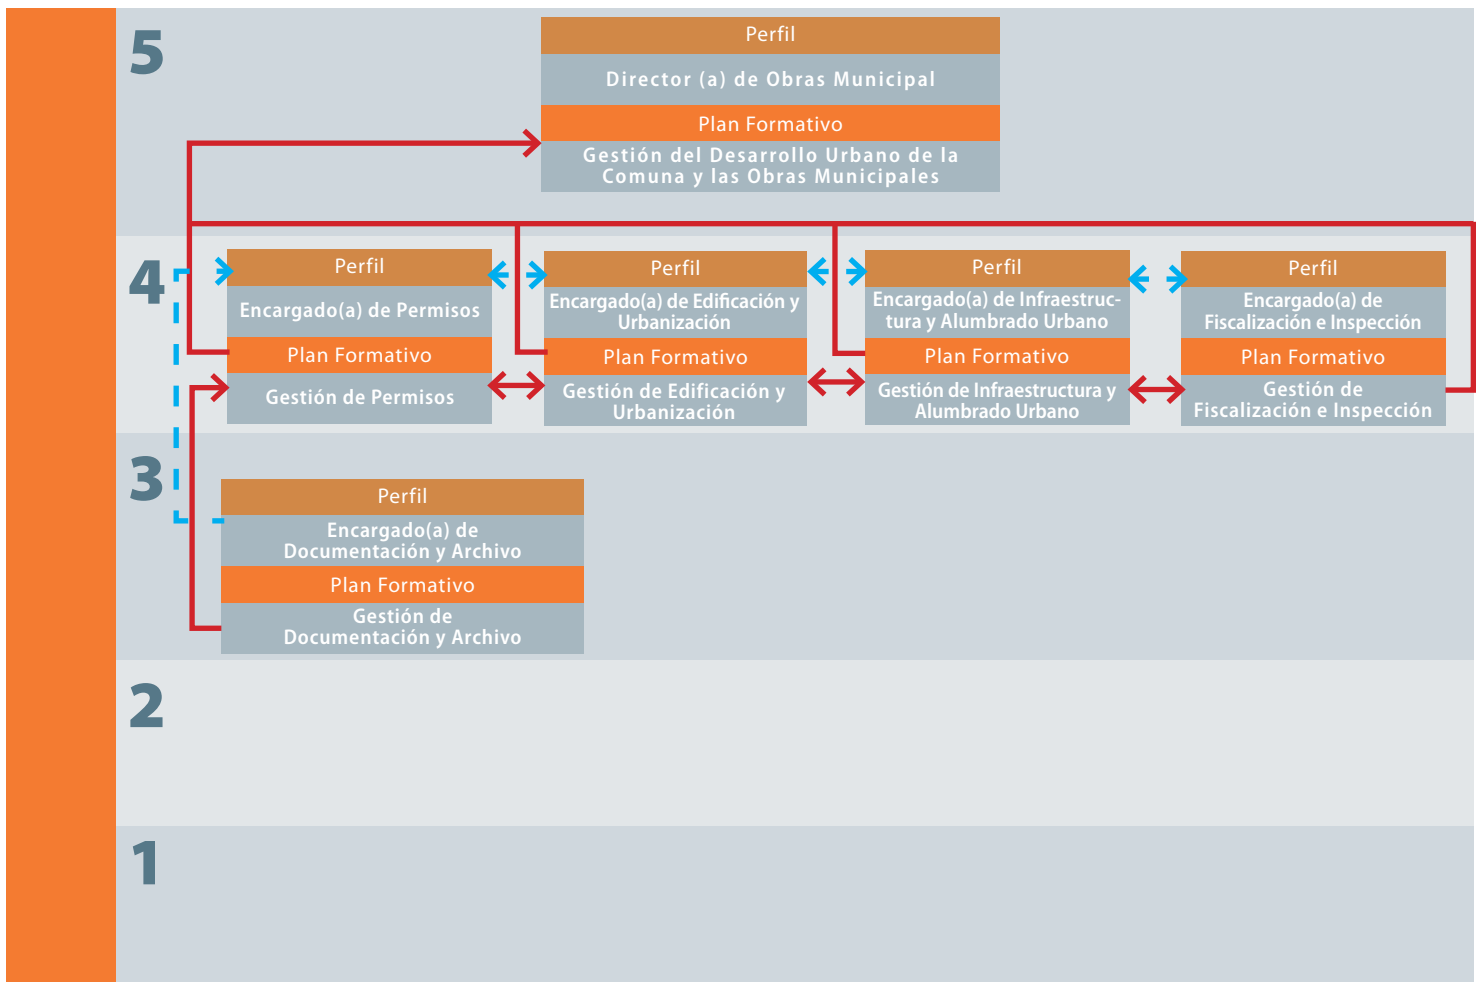 5
Perfil
Director (a) de Obras Municipal
Plan Formativo
Gestión del Desarrollo Urbano de la
Comuna y las Obras Municipales
4
Perfil
Encargado(a) de Permisos
Plan Formativo
Gestión de Permisos
Perfil
Encargado(a) de Edificación y
Urbanización
Plan Formativo
Gestión de Edificación y
Urbanización
Perfil
Encargado(a) de Infraestruc-
tura y Alumbrado Urbano
Plan Formativo
Gestión de Infraestructura y
Alumbrado Urbano
Perfil
Encargado(a) de
Fiscalización e Inspección
Plan Formativo
Gestión de
Fiscalización e Inspección
3
Perfil
Encargado(a) de
Documentación y Archivo
Plan Formativo
Gestión de
Documentación y Archivo
2
1